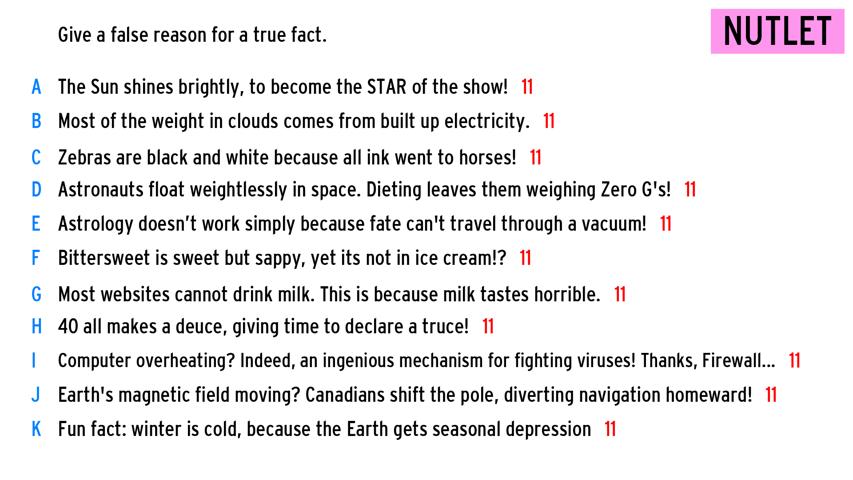 Give a false reason for a true fact.
NUTLET
A The Sun shines brightly, to become the STAR of the show! 11
B Most of the weight in clouds comes from built up electricity. 11
C Zebras are black and white because all ink went to horses! 11
D Astronauts float weightlessly in space. Dieting leaves them weighing Zero G's! 11
E Astrology doesn’t work simply because fate can't travel through a vacuum! 11
F Bittersweet is sweet but sappy, yet its not in ice cream!? 11
G Most websites cannot drink milk. This is because milk tastes horrible. 11
H 40 all makes a deuce, giving time to declare a truce! 11
I Computer overheating? Indeed, an ingenious mechanism for fighting viruses! Thanks, Firewall... 11
J Earth's magnetic field moving? Canadians shift the pole, diverting navigation homeward! 11
K Fun fact: winter is cold, because the Earth gets seasonal depression 11